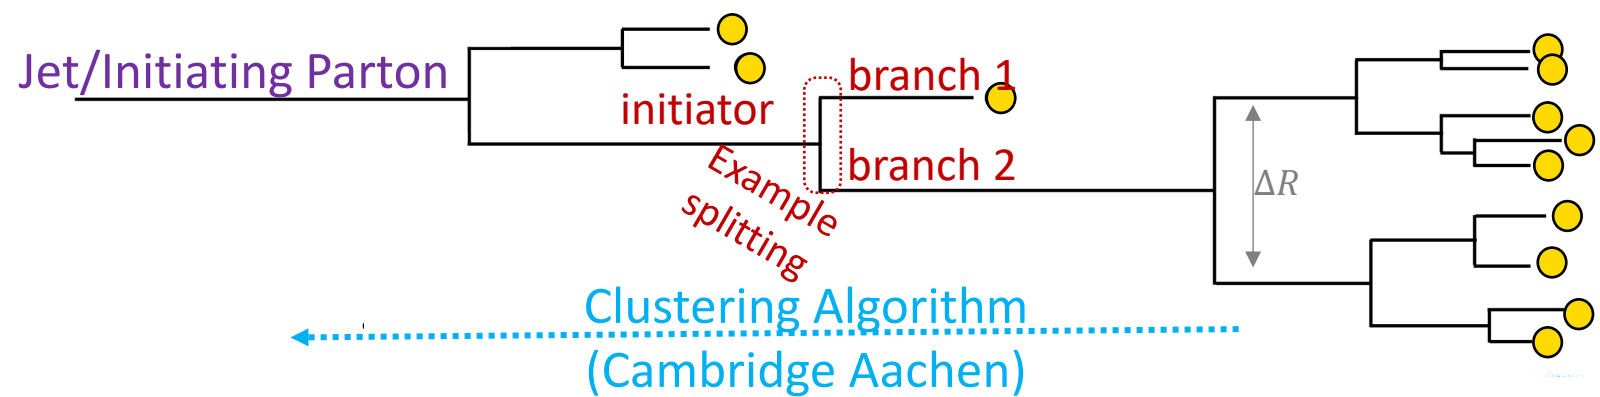 Jet/Initiating Parton
initiator
branch 1
branch 2
Example
splitting
ΔR
Clustering Algorithm
(Cambridge Aachen)